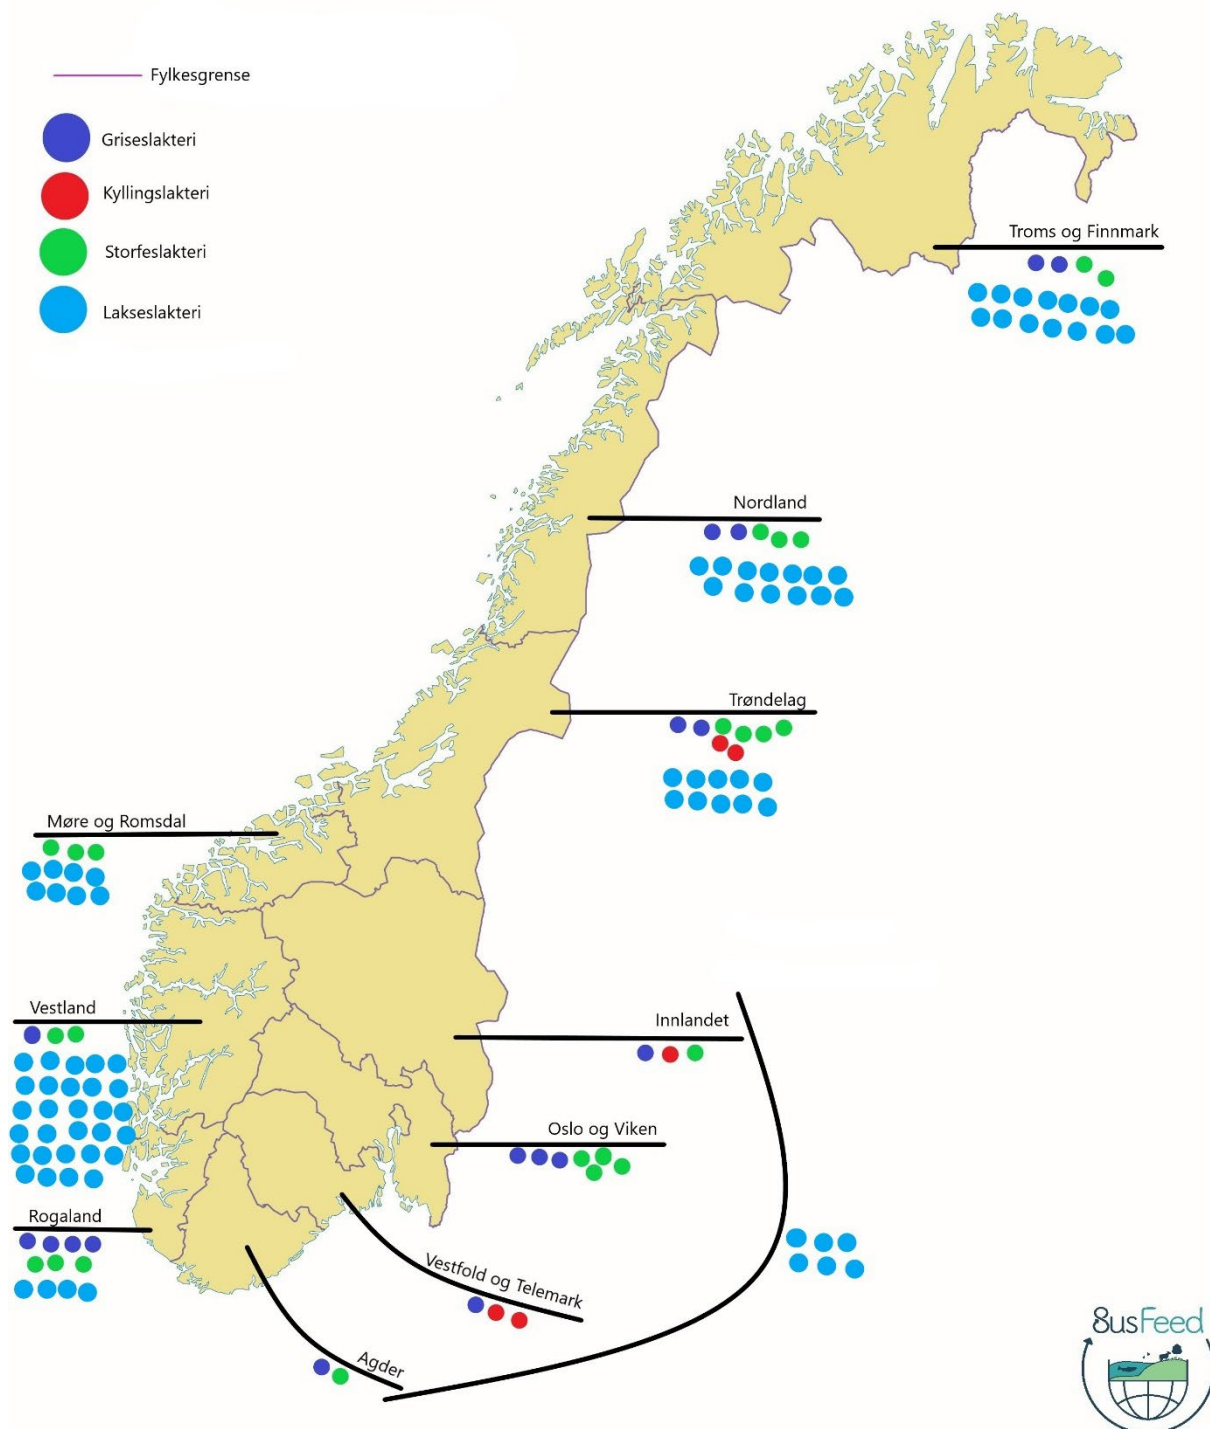 Fylkesgrense
Griseslakteri
Kyllingslakteri
Storfeslakteri
Lakseslakteri
Troms og Finnmark
Nordland
Trøndelag
Møre og Romsdal
Vestland
Innlandet
Oslo og Viken
Rogaland
Vestfold og Telemark
Agder
SusFeed